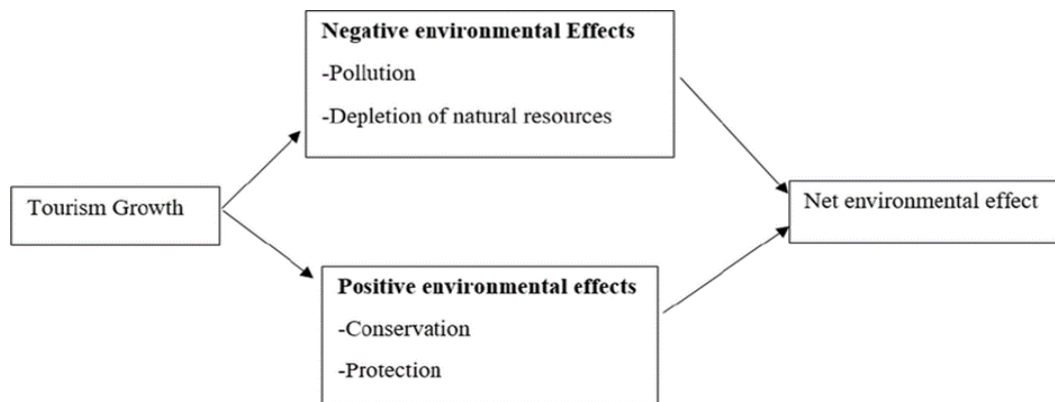 Negative environmental Effects
-Pollution
-Depletion of natural resources
Tourism Growth
Net environmental effect
Positive environmental effects
-Conservation
-Protection